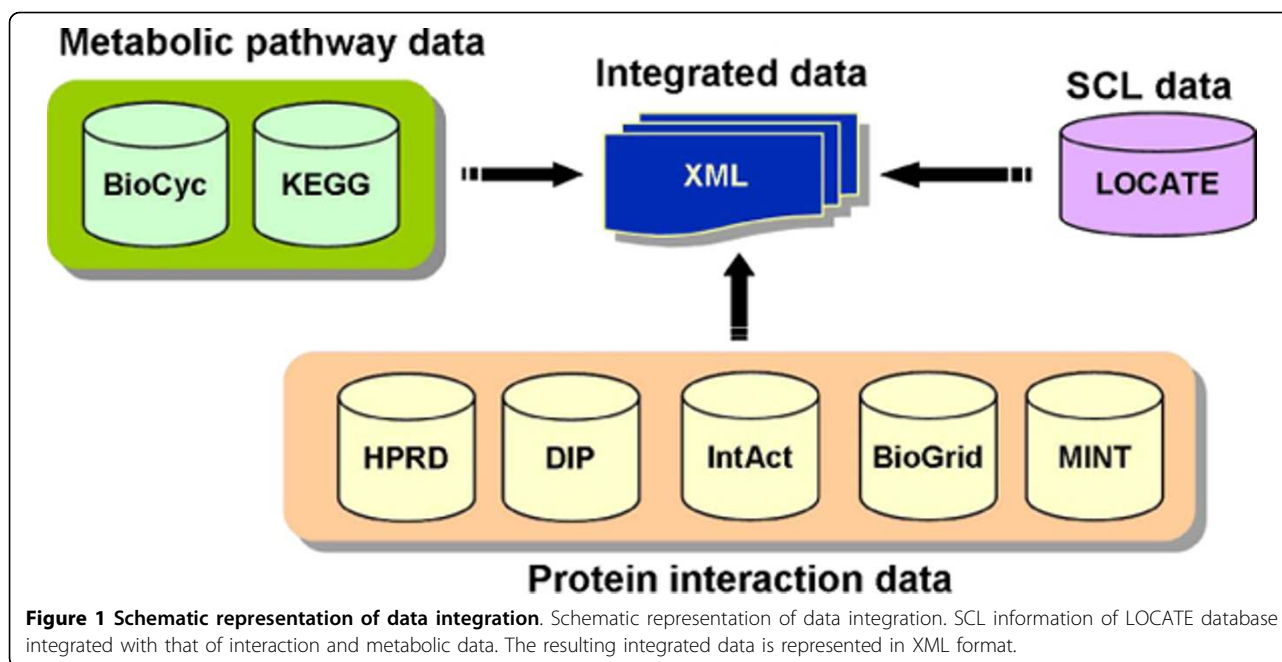 Metabolic pathway data
Integrated data
SCL data
BioCyc
KEGG
XML
LOCATE
HPRD
DIP
IntAct
BioGrid
MINT
Protein interaction data
Figure 1 Schematic representation of data integration. Schematic representation of data integration. SCL information of LOCATE database
integrated with that of interaction and metabolic data. The resulting integrated data is represented in XML format.